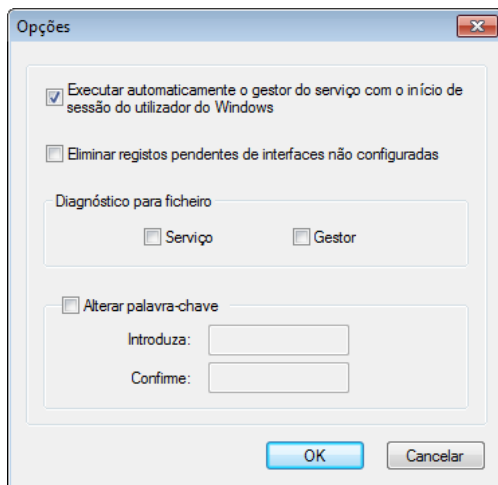 Opções
Executar automaticamente o gestor do serviço com o início de
sessão do utilizador do Windows
Eliminar registos pendentes de interfaces não configuradas
Diagnóstico para ficheiro
Serviço Gestor
Alterar palavra-chave
Introduza:
Confirme:
OK Cancelar